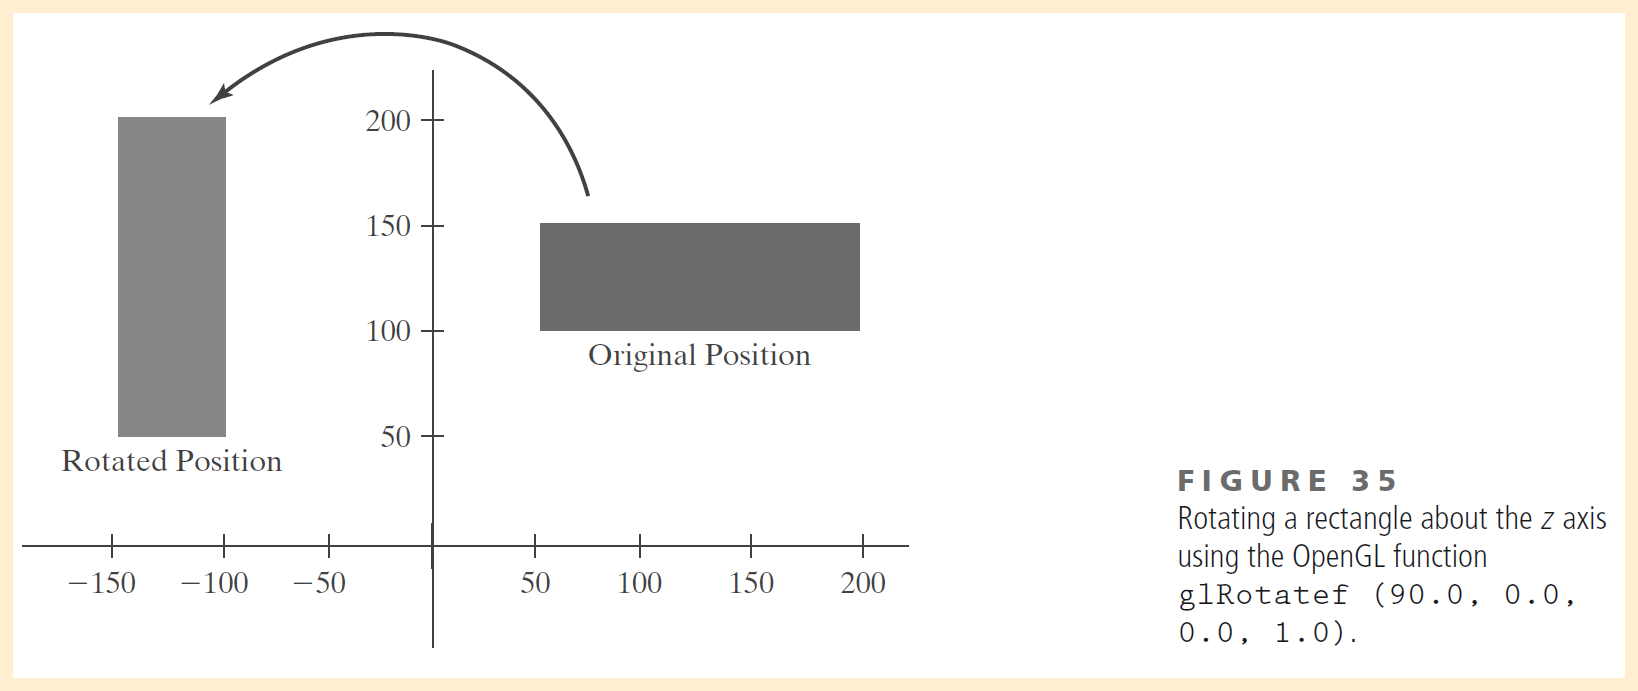 200
150
100
Original Position
50
Rotated Position
−150 −100 −50 50 100 150 200
FIGURE 35
Rotating a rectangle about the z axis
using the OpenGL function
glRotatef (90.0, 0.0,
0.0, 1.0).